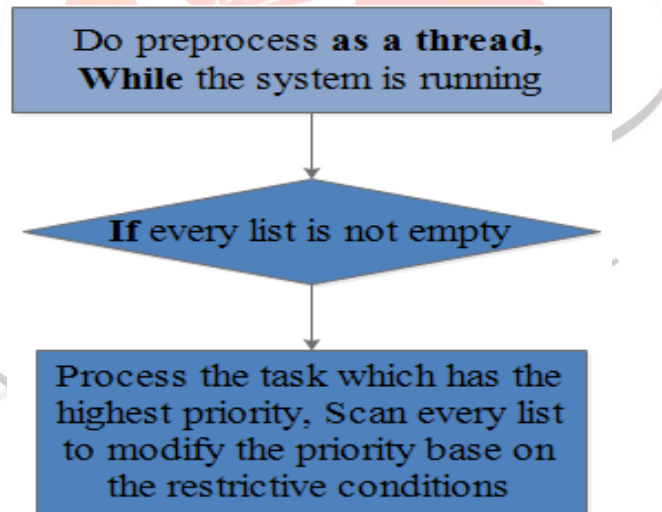 Do preprocess as a thread,
While the system is running
If every list is not empty
Process the task which has the
highest priority, Scan every list
to modify the priority base on
the restrictive conditions